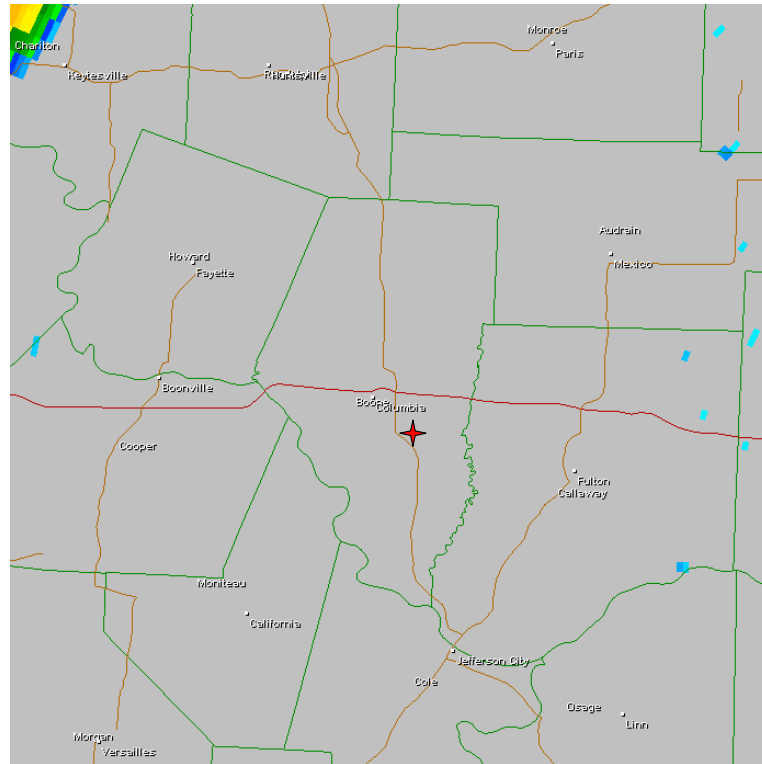 Monroe
Chariton
Paris
Keytesville
Huntsville
Audrain
Howard
Mexico
Fayette
Boonville
Boone
Columbia
Cooper
Fulton
Callaway
Moniteau
California
Jefferson City
Cole
Osage
Linn
Morgan
Versailles